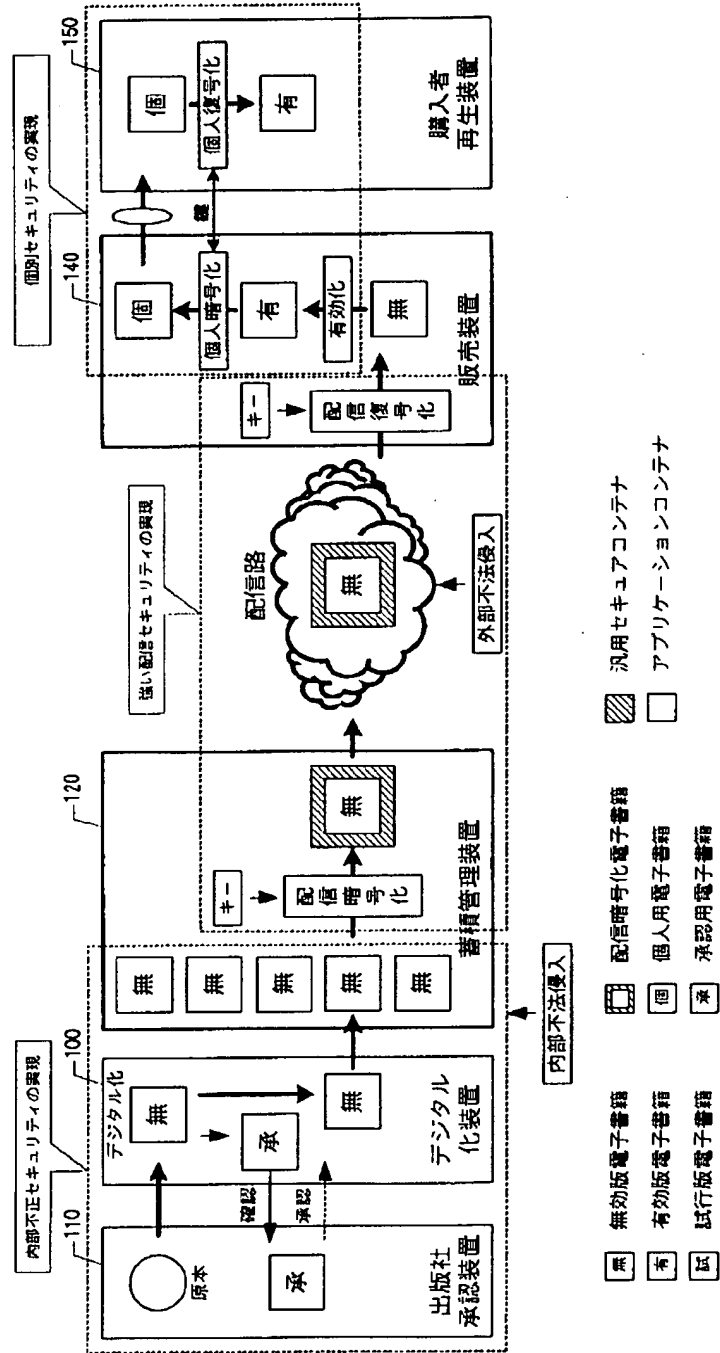 内部不正セキュリティの実現
強い配信セキュリティの実現
個別セキュリティの実現
110
原本
承
出版社
承認装置
100
デジタル化
無
承
無
確認
承認
デジタル
化装置
内部不法侵入
120
無
無
無
無
無
キー
配信暗号化
無
蓄積管理装置
配信路
無
外部不法侵入
140
キー
配信復号化
個
個人暗号化
有
有効化
無
販売装置
鍵
150
個
個人復号化
有
購入者
再生装置
無 無効版電子書籍
有 有効版電子書籍
試 試行版電子書籍
配信暗号化電子書籍
個 個人用電子書籍
承 承認用電子書籍
汎用セキュアコンテナ
アプリケーションコンテナ